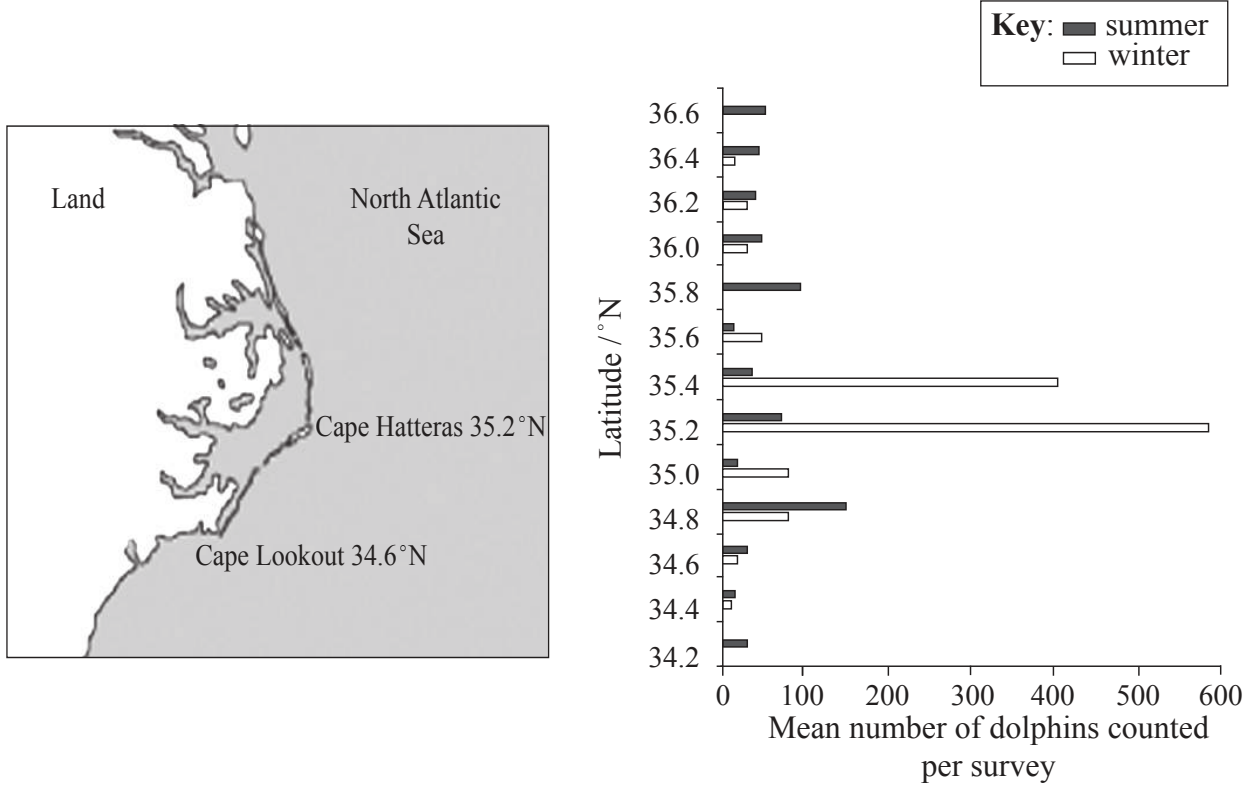 Key: summer
winter
Land
North Atlantic
Sea
Cape Hatteras 35.2°N
Cape Lookout 34.6°N
Latitude /°N
36.6
36.4
36.2
36.0
35.8
35.6
35.4
35.2
35.0
34.8
34.6
34.4
34.2
0 100 200 300 400 500 600
Mean number of dolphins counted
per survey